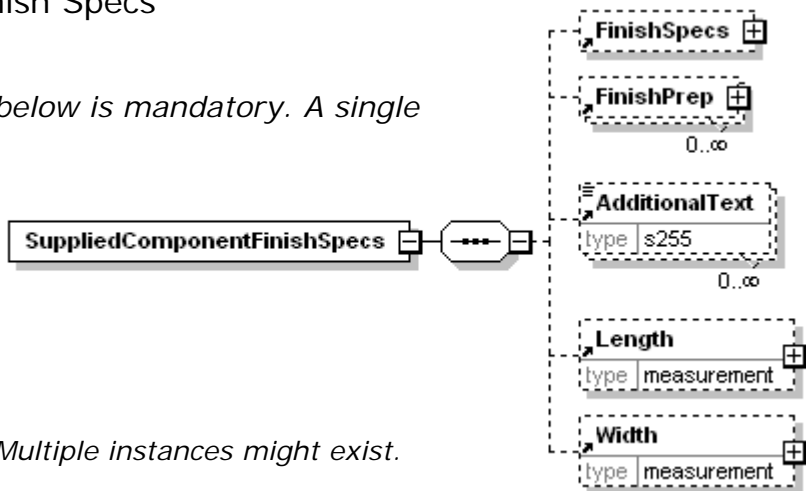 nish Specs
below is mandatory. A single
Multiple instances might exist.
SuppliedComponentFinishSpecs
FinishSpecs
FinishPrep
0..∞
AdditionalText
type s255
0..∞
Length
type measurement
Width
type measurement